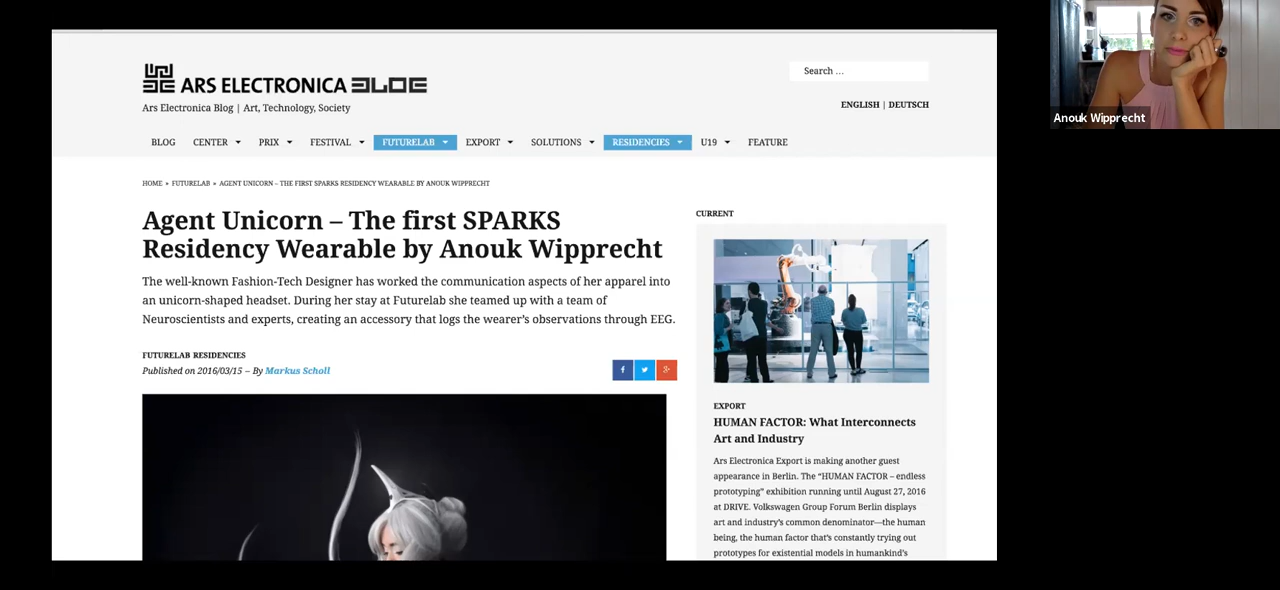 ARS ELECTRONICA BLOG
Search ...
Ars Electronica Blog | Art, Technology, Society
ENGLISH | DEUTSCH
BLOG CENTER PRIX FESTIVAL FUTURELAB EXPORT SOLUTIONS RESIDENCIES U19 FEATURE
HOME » FUTURELAB » AGENT UNICORN – THE FIRST SPARKS RESIDENCY WEARABLE BY ANOUK WIPPRECHT
Agent Unicorn – The first SPARKS
Residency Wearable by Anouk Wipprecht
The well-known Fashion-Tech Designer has worked the communication aspects of her apparel into
an unicorn-shaped headset. During her stay at Futurelab she teamed up with a team of
Neuroscientists and experts, creating an accessory that logs the wearer’s observations through EEG.
FUTURELAB RESIDENCIES
Published on 2016/03/15 – By Markus Scholl
CURRENT
EXPORT
HUMAN FACTOR: What Interconnects
Art and Industry
Ars Electronica Export is making another guest
appearance in Berlin. The “HUMAN FACTOR – endless
prototyping” exhibition running until August 27, 2016
at DRIVE. Volkswagen Group Forum Berlin displays
art and industry’s common denominator—the human
being, the human factor that’s constantly trying out
prototypes for existential models in humankind’s
Anouk Wipprecht